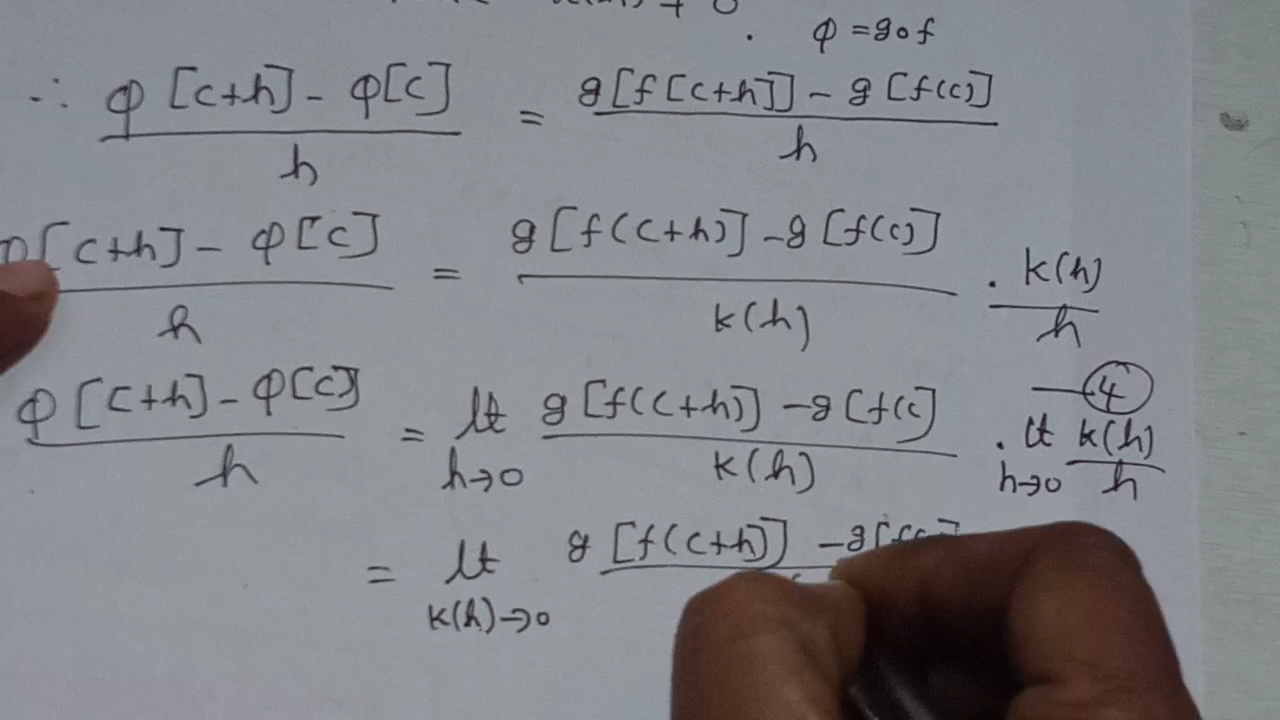 φ = g∘f
∴ φ[c+h] - φ[c] / h = g[f[c+h]] - g[f(c)] / h
[c+h] - φ[c] / h = g[f(c+h)] - g[f(c)] / k(h) . k(h) / h
—④
φ[c+h] - φ[c] / h = lt h→0 g[f(c+h)] - g[f(c] / k(h) . lt h→0 k(h) / h
= lt k(h)→0 g[f(c+h)] - g[f(c)]